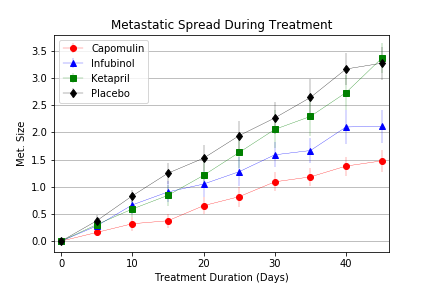 Metastatic Spread During Treatment
Capomulin
Infubinol
Ketapril
Placebo
Met. Size
3.5
3.0
2.5
2.0
1.5
1.0
0.5
0.0
0 10 20 30 40
Treatment Duration (Days)